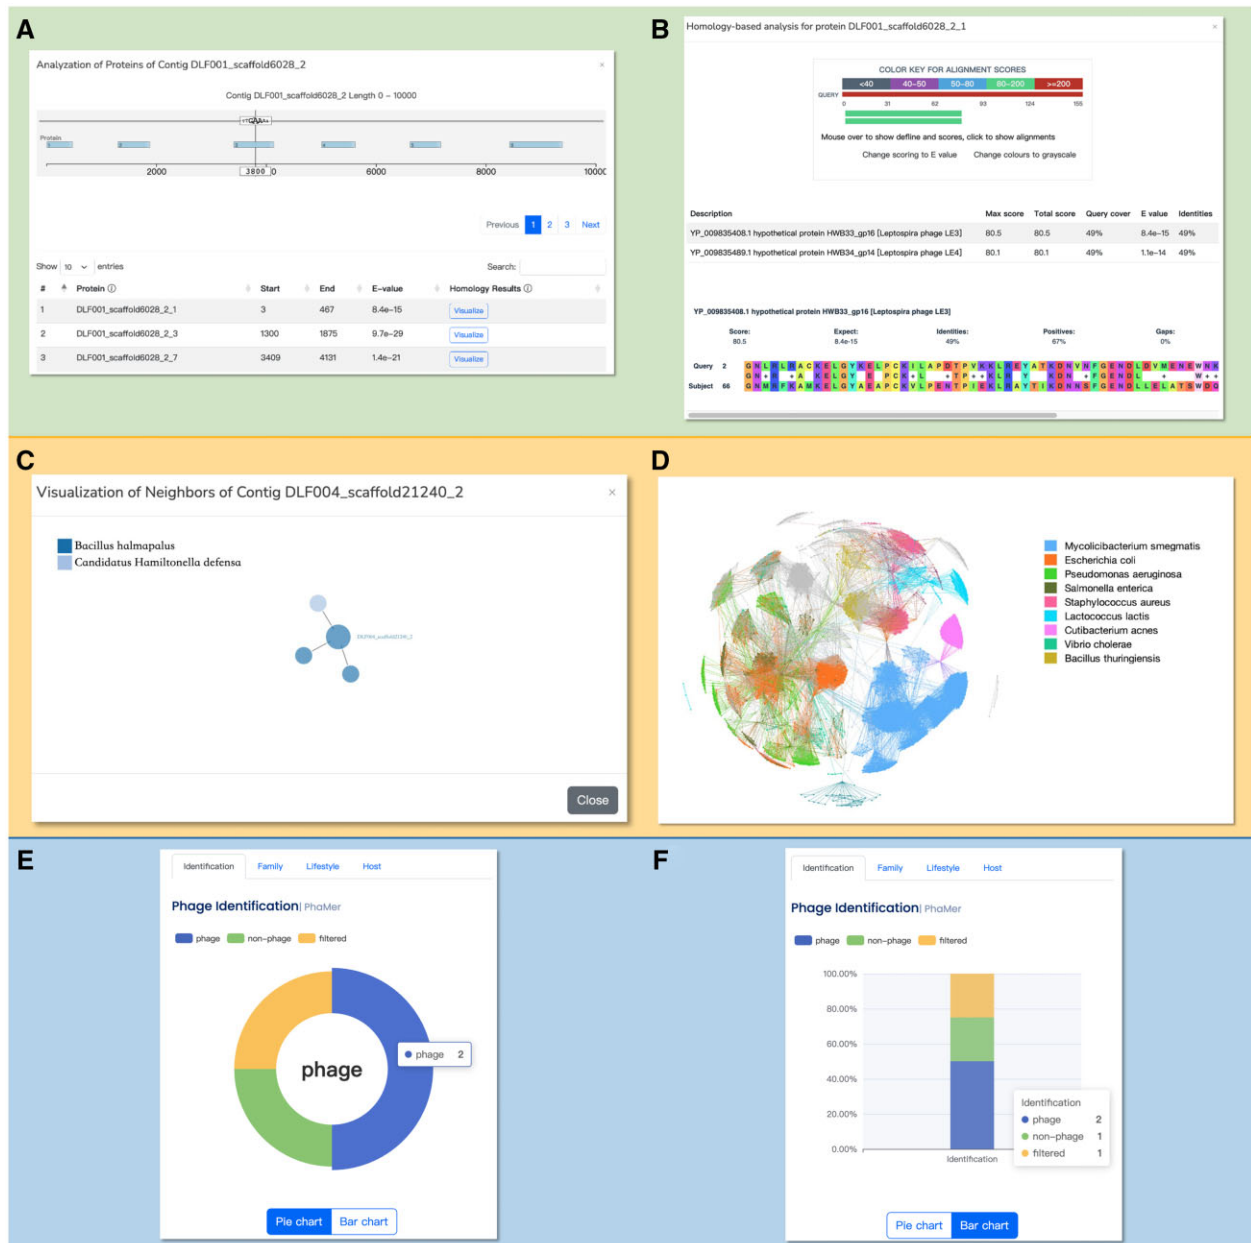 A
Analyzation of Proteins of Contig DLF001_scaffold6028_2
×
Contig DLF001_scaffold6028_2 Length 0 - 10000
Protein
3800
2000
6000
8000
10000
Previous 1 2 3 Next
Show 10 entries
Search:
# Protein Start End E-value Homology Results
1 DLF001_scaffold6028_2_1 3 467 8.4e-15 Visualize
2 DLF001_scaffold6028_2_3 1300 1875 9.7e-29 Visualize
3 DLF001_scaffold6028_2_7 3409 4131 1.4e-21 Visualize
B
Homology-based analysis for protein DLF001_scaffold6028_2_1
×
COLOR KEY FOR ALIGNMENT SCORES
<40 40-50 50-80 80-200 >=200
QUERY
0 31 62 93 124 155
Mouse over to show defline and scores, click to show alignments
Change scoring to E value Change colours to grayscale
Description Max score Total score Query cover E value Identities
YP_009835408.1 hypothetical protein HWB33_gp16 [Leptospira phage LE3] 80.5 80.5 49% 8.4e-15 49%
YP_009835489.1 hypothetical protein HWB34_gp14 [Leptospira phage LE4] 80.1 80.1 49% 1.1e-14 49%
YP_009835408.1 hypothetical protein HWB33_gp16 [Leptospira phage LE3]
Score: Expect: Identities: Positives: Gaps:
80.5 8.4e-15 49% 67% 0%
Query 2 G N L R L R A C K E L G Y K E L P C K I L A P D T P V K K L R E Y A T K D N V N F G E N D L D V M E N E W N K
G N + R + A K E L G Y E P C K + L + T P + + K L R Y K D N + F G E N D L + W + +
Subject 66 G N M R F K A M K E L G Y A E A P C K V L P E N T P I E K L R A Y T I K D N N S F G E N D L L E L A T S W D Q
C
Visualization of Neighbors of Contig DLF004_scaffold21240_2
×
Bacillus halmapalus
Candidatus Hamiltonella defensa
DLF004_scaffold21240_2
Close
D
Mycolicibacterium smegmatis
Escherichia coli
Pseudomonas aeruginosa
Salmonella enterica
Staphylococcus aureus
Lactococcus lactis
Cutibacterium acnes
Vibrio cholerae
Bacillus thuringiensis
E
Identification Family Lifestyle Host
Phage Identification| PhaMer
phage non-phage filtered
phage
phage 2
Pie chart Bar chart
F
Identification Family Lifestyle Host
Phage Identification| PhaMer
phage non-phage filtered
100.00%
80.00%
60.00%
40.00%
20.00%
0.00%
Identification
Identification
phage 2
non-phage 1
filtered 1
Pie chart Bar chart